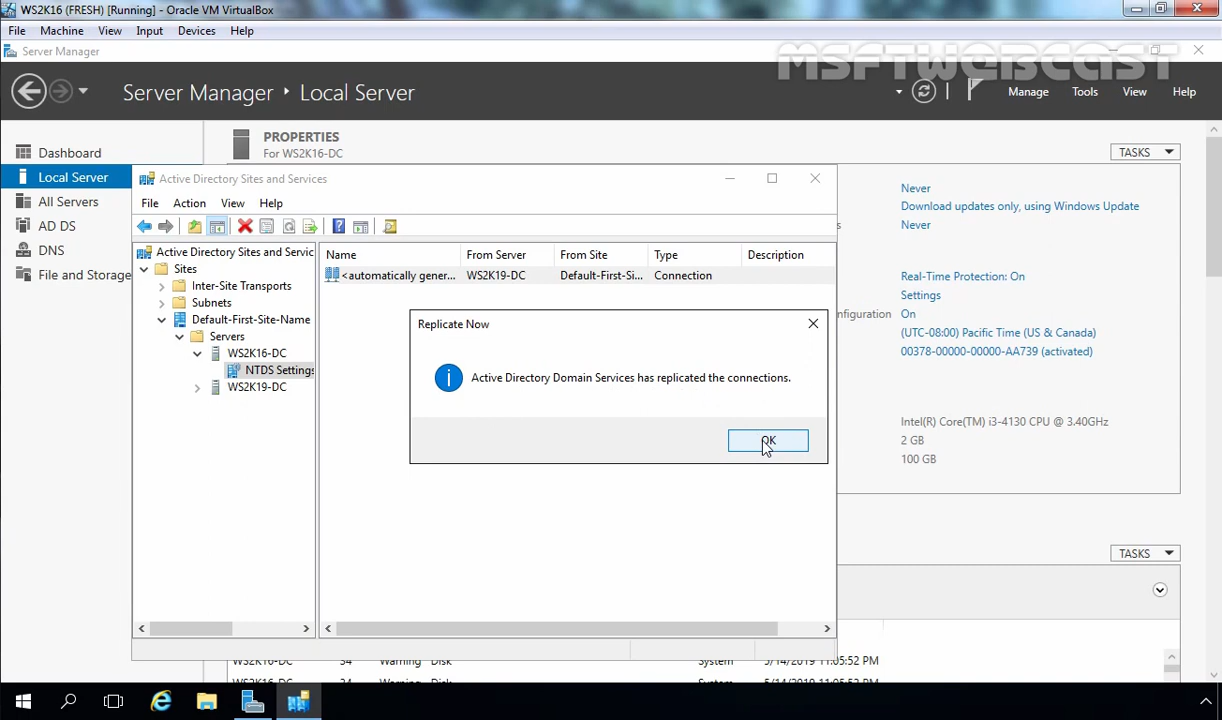 WS2K16 (FRESH) [Running] - Oracle VM VirtualBox
File Machine View Input Devices Help
Server Manager
MSFTWEBCAST
Server Manager ‣ Local Server
Manage Tools View Help
Dashboard
Local Server
All Servers
AD DS
DNS
File and Storage
PROPERTIES
For WS2K16-DC
TASKS
Never
Download updates only, using Windows Update
Never
Real-Time Protection: On
Settings
On
(UTC-08:00) Pacific Time (US & Canada)
00378-00000-00000-AA739 (activated)
Intel(R) Core(TM) i3-4130 CPU @ 3.40GHz
2 GB
100 GB
Active Directory Sites and Services
File Action View Help
Active Directory Sites and Servic
Sites
Inter-Site Transports
Subnets
Default-First-Site-Name
Servers
WS2K16-DC
NTDS Settings
WS2K19-DC
Name From Server From Site Type Description
<automatically gener... WS2K19-DC Default-First-Si... Connection
Replicate Now
Active Directory Domain Services has replicated the connections.
OK
TASKS
WS2K16-DC 34 Warning Disk System 5/14/2019 11:05:52 PM